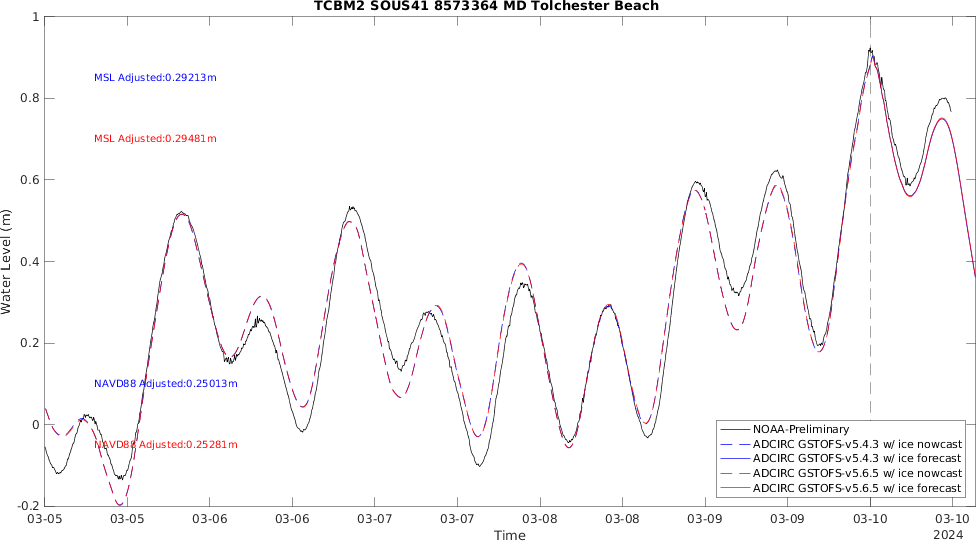 TCBM2 SOUS41 8573364 MD Tolchester Beach
1
MSL Adjusted:0.29213m
0.8
MSL Adjusted:0.29481m
0.6
Water Level (m)
0.4
0.2
NAVD88 Adjusted:0.25013m
0
NAVD88 Adjusted:0.25281m
NOAA-Preliminary
ADCIRC GSTOFS-v5.4.3 w/ ice nowcast
ADCIRC GSTOFS-v5.4.3 w/ ice forecast
ADCIRC GSTOFS-v5.6.5 w/ ice nowcast
ADCIRC GSTOFS-v5.6.5 w/ ice forecast
-0.2
03-05 03-05 03-06 03-06 03-07 03-07 03-08 03-08 03-09 03-09 03-10 03-10
Time
2024